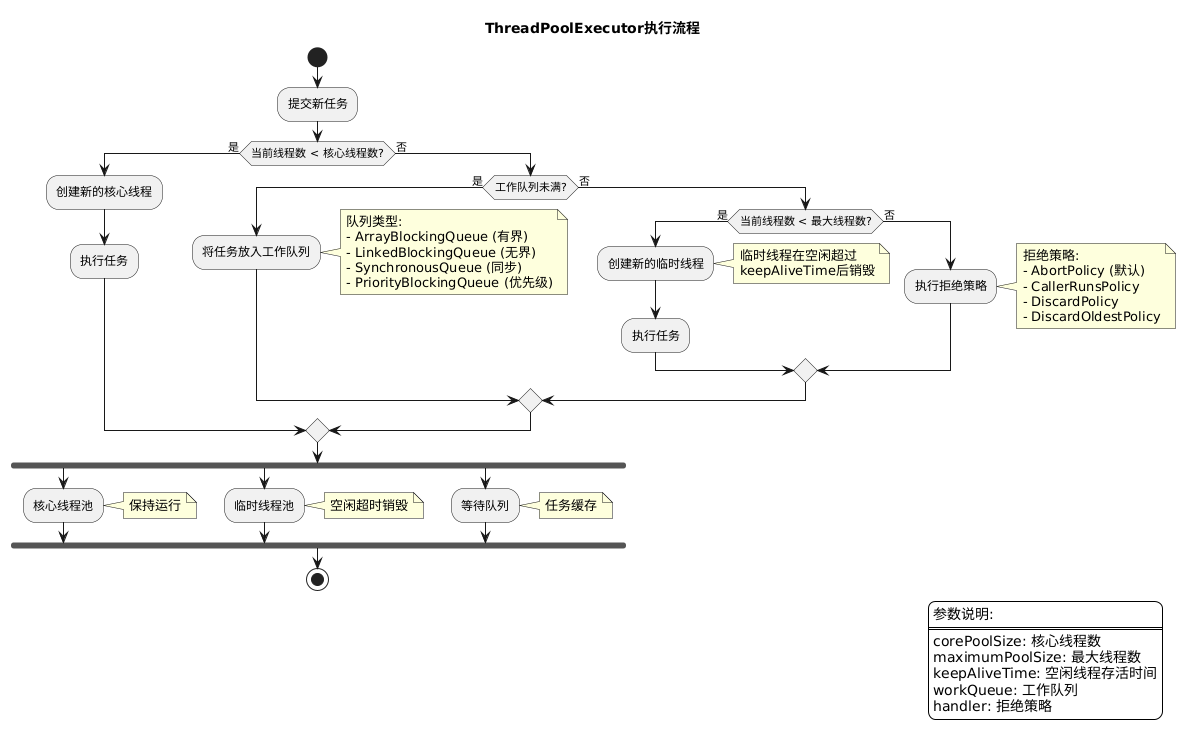 ThreadPoolExecutor执行流程
提交新任务
是
当前线程数 < 核心线程数?
否
创建新的核心线程
执行任务
是
工作队列未满?
否
将任务放入工作队列
队列类型:
- ArrayBlockingQueue (有界)
- LinkedBlockingQueue (无界)
- SynchronousQueue (同步)
- PriorityBlockingQueue (优先级)
是
当前线程数 < 最大线程数?
否
创建新的临时线程
临时线程在空闲超过
keepAliveTime后销毁
执行任务
执行拒绝策略
拒绝策略:
- AbortPolicy (默认)
- CallerRunsPolicy
- DiscardPolicy
- DiscardOldestPolicy
核心线程池
保持运行
临时线程池
空闲超时销毁
等待队列
任务缓存
参数说明:
corePoolSize: 核心线程数
maximumPoolSize: 最大线程数
keepAliveTime: 空闲线程存活时间
workQueue: 工作队列
handler: 拒绝策略